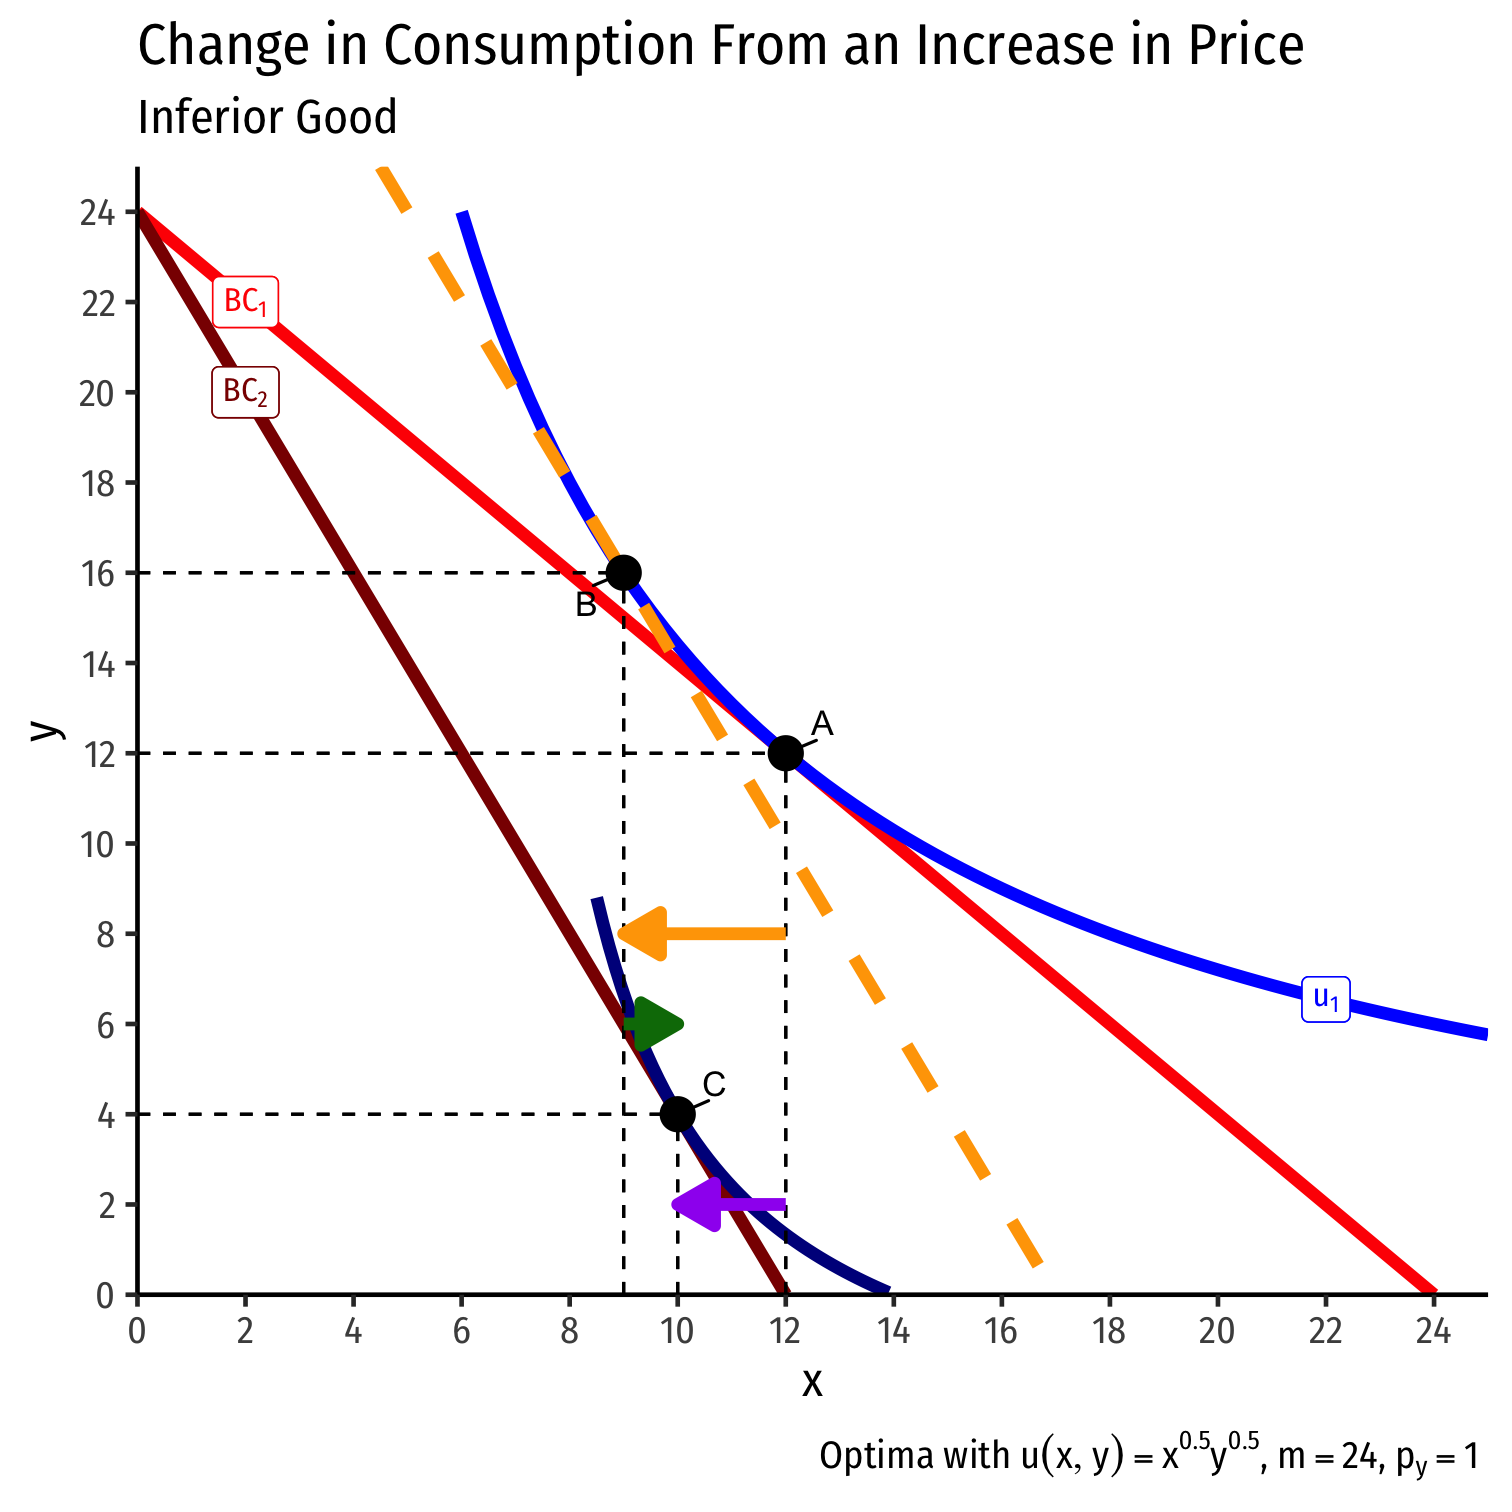 Change in Consumption From an Increase in Price
Inferior Good
24
22
20
18
16
14
12
10
8
6
4
2
0
y
BC₁
BC₂
B
A
C
u₁
0 2 4 6 8 10 12 14 16 18 20 22 24
x
Optima with u(x, y) = x⁰·⁵y⁰·⁵, m = 24, pᵧ = 1